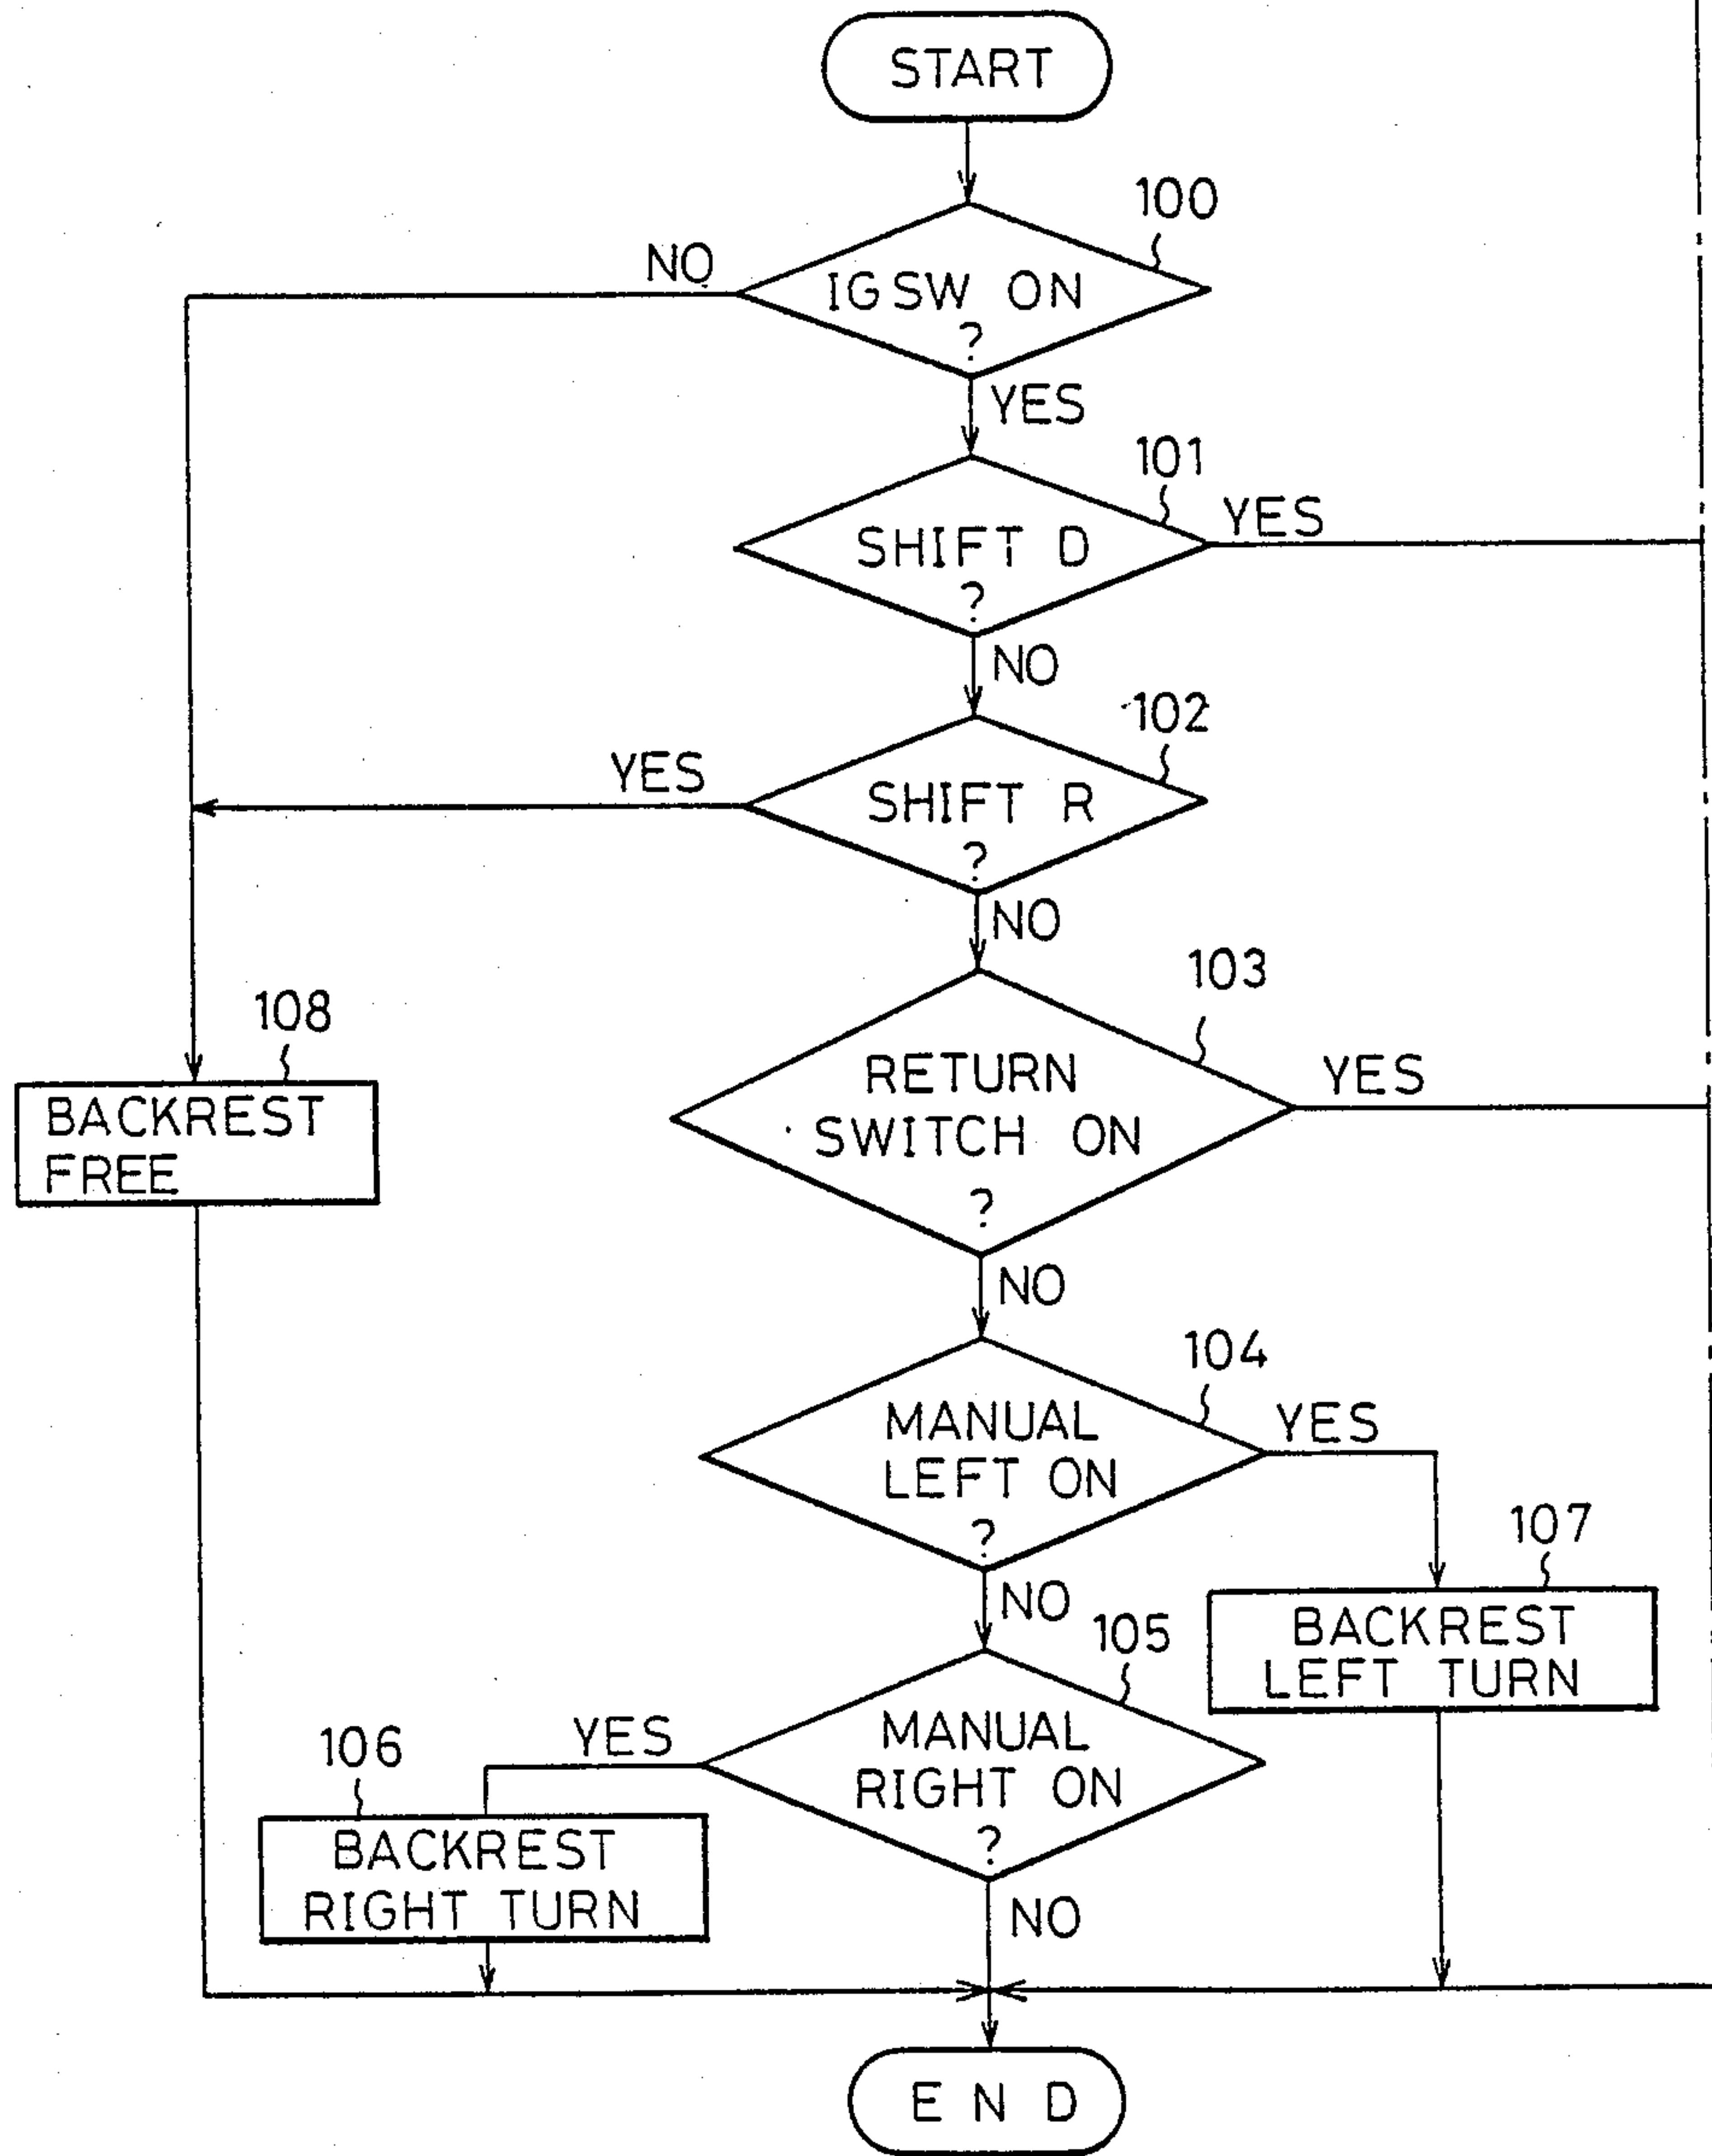 START
100
NO
IGSW ON
?
YES
101
YES
SHIFT D
?
NO
102
YES
SHIFT R
?
NO
103
108
RETURN
SWITCH ON
?
YES
BACKREST
FREE
NO
104
MANUAL
LEFT ON
?
YES
107
NO
BACKREST
LEFT TURN
105
106
YES
MANUAL
RIGHT ON
?
BACKREST
RIGHT TURN
NO
END